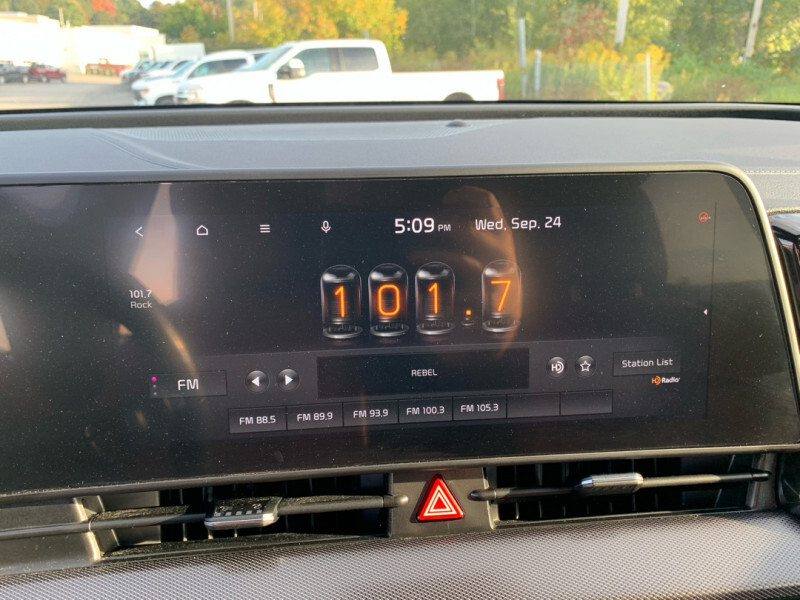 5:09 PM Wed, Sep. 24
101.7
Rock
101.7
FM
REBEL
HD
Station List
HD Radio
FM 88.5 FM 89.9 FM 93.9 FM 100.3 FM 105.3